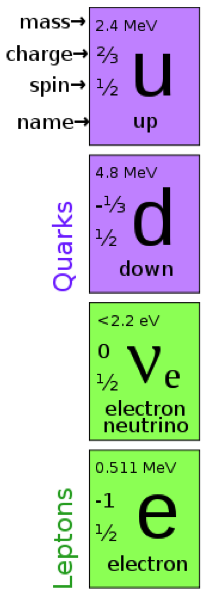 mass→ 2.4 MeV
charge→ ⅔
u
spin→ ½
name→ up
Quarks
4.8 MeV
-⅓
d
½
down
<2.2 eV
0
νe
½
electron
neutrino
Leptons
0.511 MeV
-1
e
½
electron